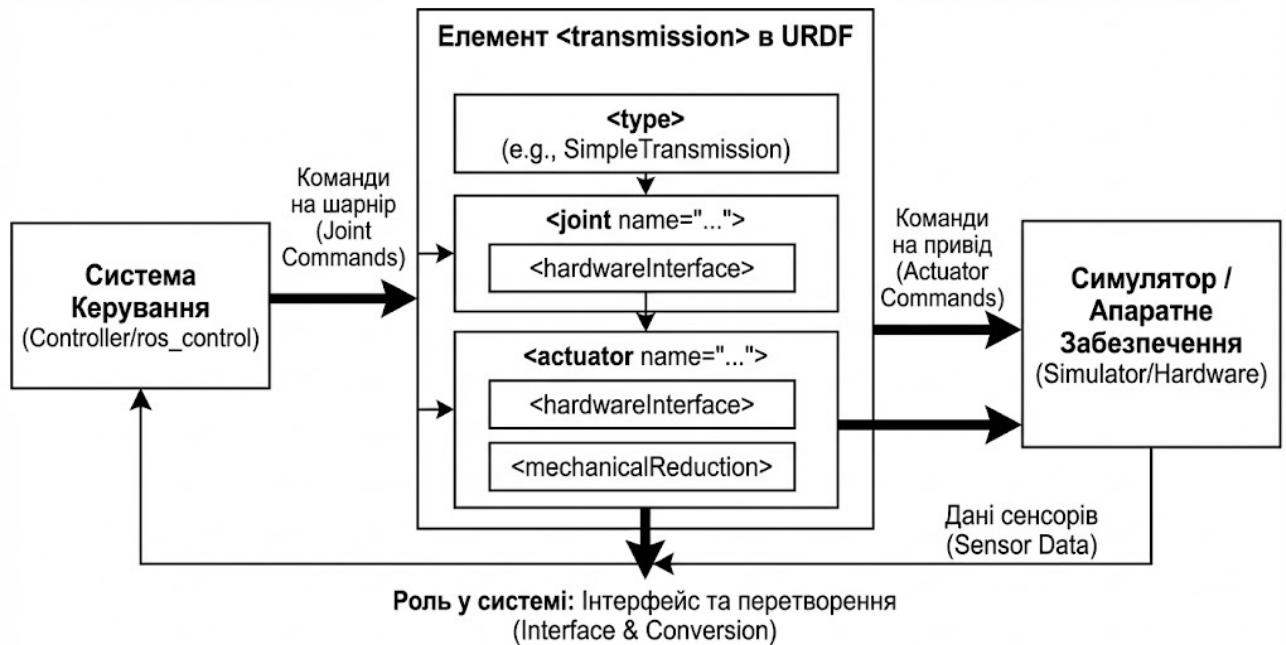 Елемент <transmission> в URDF
<type>
(e.g., SimpleTransmission)
Команди
на шарнір
(Joint
Commands)
<joint name="...">
<hardwareInterface>
Команди
на привід
(Actuator
Commands)
Система
Керування
(Controller/ros_control)
Симулятор /
Апаратне
Забезпечення
(Simulator/Hardware)
<actuator name="...">
<hardwareInterface>
<mechanicalReduction>
Дані сенсорів
(Sensor Data)
Роль у системі: Інтерфейс та перетворення
(Interface & Conversion)